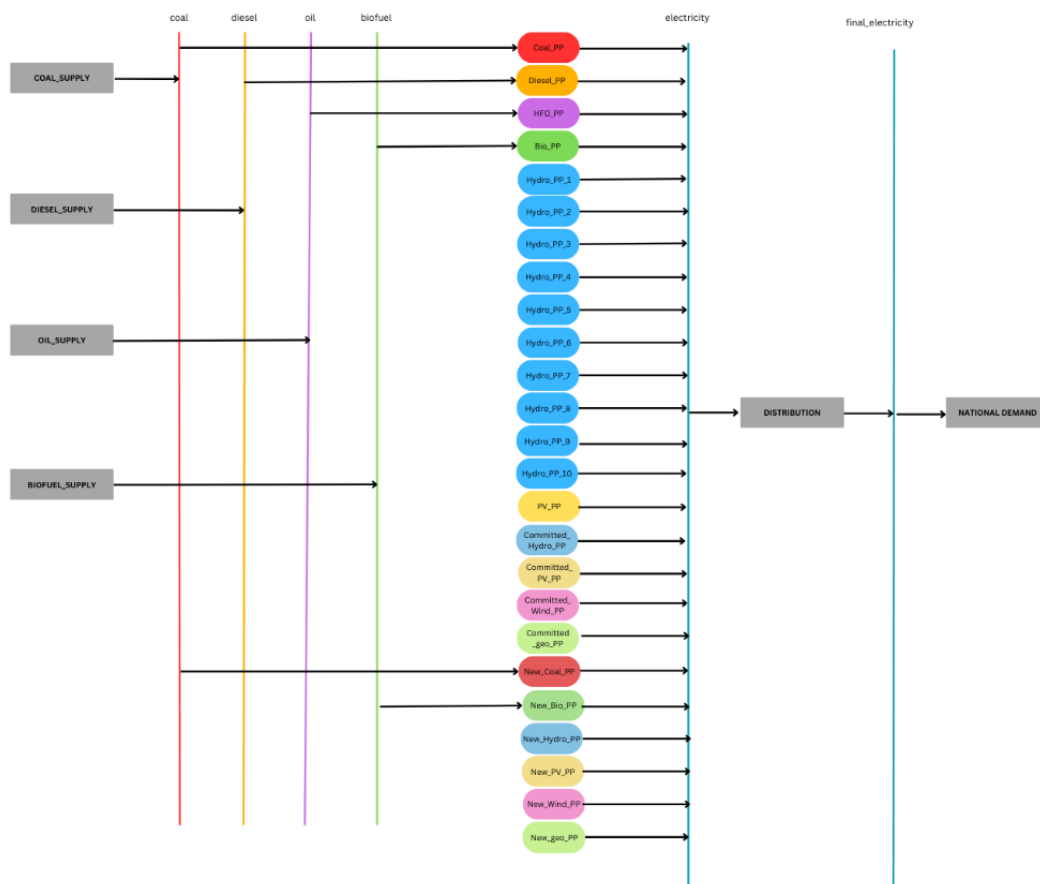 coal
diesel
oil
biofuel
electricity
final_electricity
Coal_PP
COAL_SUPPLY
Diesel_PP
HFO_PP
Bio_PP
Hydro_PP_1
DIESEL_SUPPLY
Hydro_PP_2
Hydro_PP_3
Hydro_PP_4
Hydro_PP_5
OIL_SUPPLY
Hydro_PP_6
Hydro_PP_7
Hydro_PP_8
DISTRIBUTION
NATIONAL DEMAND
Hydro_PP_9
Hydro_PP_10
BIOFUEL_SUPPLY
PV_PP
Committed_
Hydro_PP
Committed_
PV_PP
Committed_
Wind_PP
Committed
_geo_PP
New_Coal_PP
New_Bio_PP
New_Hydro_PP
New_PV_PP
New_Wind_PP
New_geo_PP